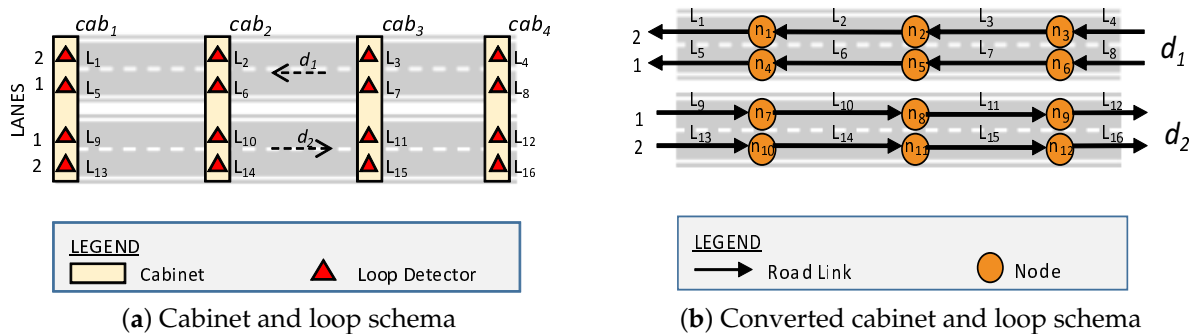 cab₁ cab₂ cab₃ cab₄
2 L₁ L₂ d₁ L₃ L₄
1 L₅ L₆ L₇ L₈
LANES
1 L₉ L₁₀ L₁₁ L₁₂
2 L₁₃ L₁₄ d₂ L₁₅ L₁₆
LEGEND
Cabinet Loop Detector
(a) Cabinet and loop schema
L₁ L₂ L₃ L₄
2 n₁ n₂ n₃
L₅ L₆ L₇ L₈ d₁
1 n₄ n₅ n₆
L₉ L₁₀ L₁₁ L₁₂
1 n₇ n₈ n₉
L₁₃ L₁₄ L₁₅ L₁₆ d₂
2 n₁₀ n₁₁ n₁₂
LEGEND
Road Link Node
(b) Converted cabinet and loop schema